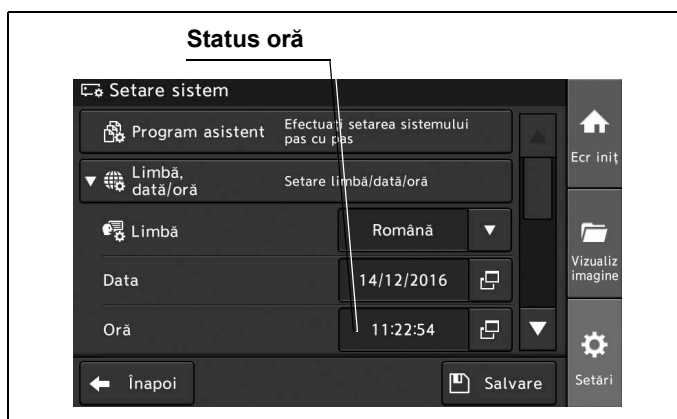 Status oră
Setare sistem
Program asistent
Efectuați setarea sistemului
pas cu pas
Ecr iniț
Limbă,
dată/oră
Setare limbă/dată/oră
Limbă
Română
Vizualiz
imagine
Data
14/12/2016
Oră
11:22:54
Înapoi
Salvare
Setări